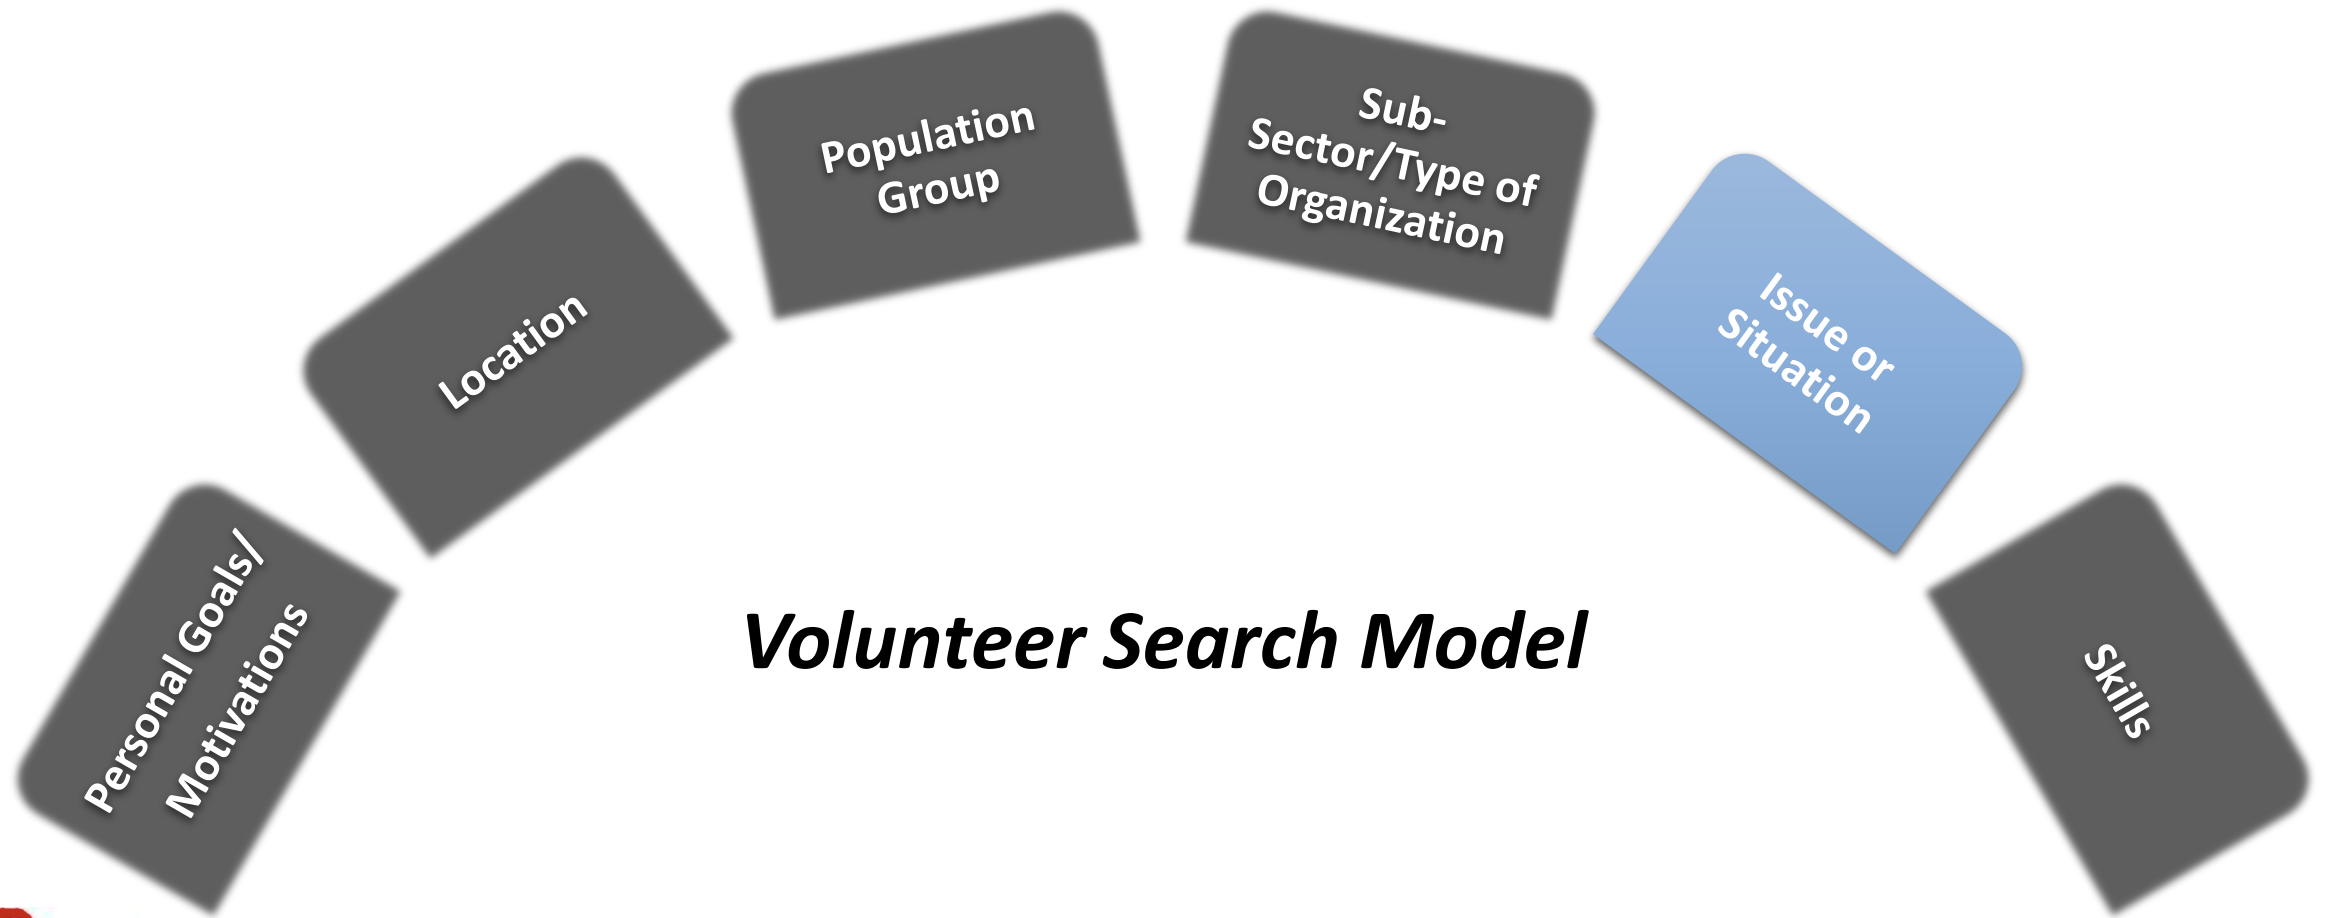 Personal Goals/
Motivations
Location
Population
Group
Sub-
Sector/Type of
Organization
Issue or
Situation
Skills
Volunteer Search Model